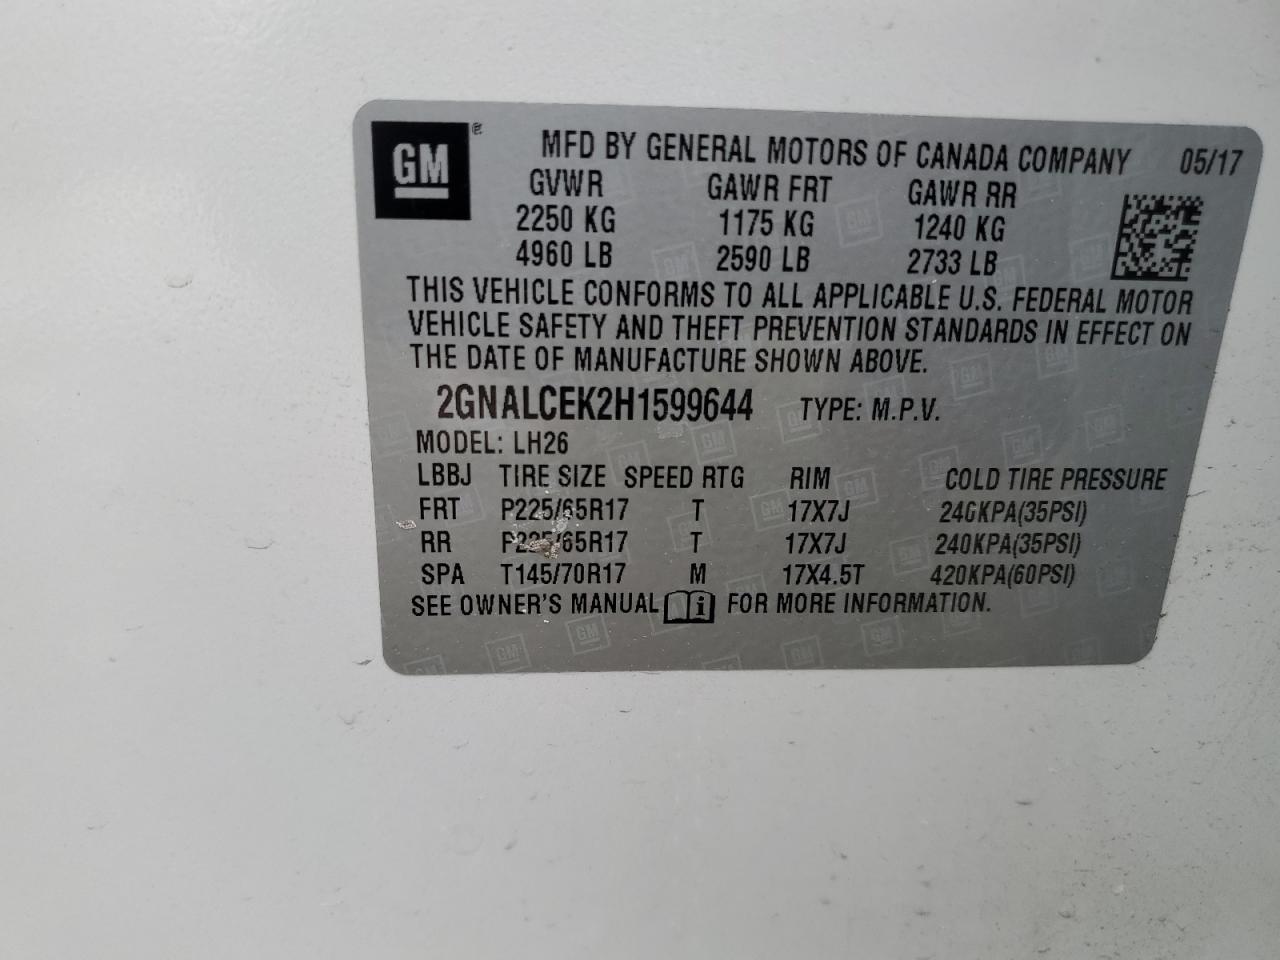 GM ®
MFD BY GENERAL MOTORS OF CANADA COMPANY 05/17
GVWR GAWR FRT GAWR RR
2250 KG 1175 KG 1240 KG
4960 LB 2590 LB 2733 LB
THIS VEHICLE CONFORMS TO ALL APPLICABLE U.S. FEDERAL MOTOR
VEHICLE SAFETY AND THEFT PREVENTION STANDARDS IN EFFECT ON
THE DATE OF MANUFACTURE SHOWN ABOVE.
2GNALCEK2H1599644 TYPE: M.P.V.
MODEL: LH26
LBBJ TIRE SIZE SPEED RTG RIM COLD TIRE PRESSURE
FRT P225/65R17 T 17X7J 240KPA(35PSI)
RR P225/65R17 T 17X7J 240KPA(35PSI)
SPA T145/70R17 M 17X4.5T 420KPA(60PSI)
SEE OWNER'S MANUAL i FOR MORE INFORMATION.